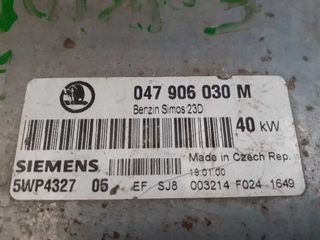 047 906 030 M
Benzin Simos 23D
40 kW
SIEMENS
Made in Czech Rep.
19.01.00
5WP4327 05 EF SJ8 003214 F024 1649